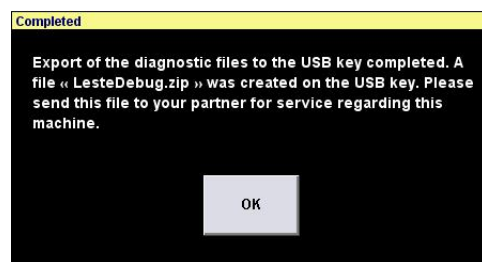 Completed
Export of the diagnostic files to the USB key completed. A
file « LesteDebug.zip » was created on the USB key. Please
send this file to your partner for service regarding this
machine.
OK